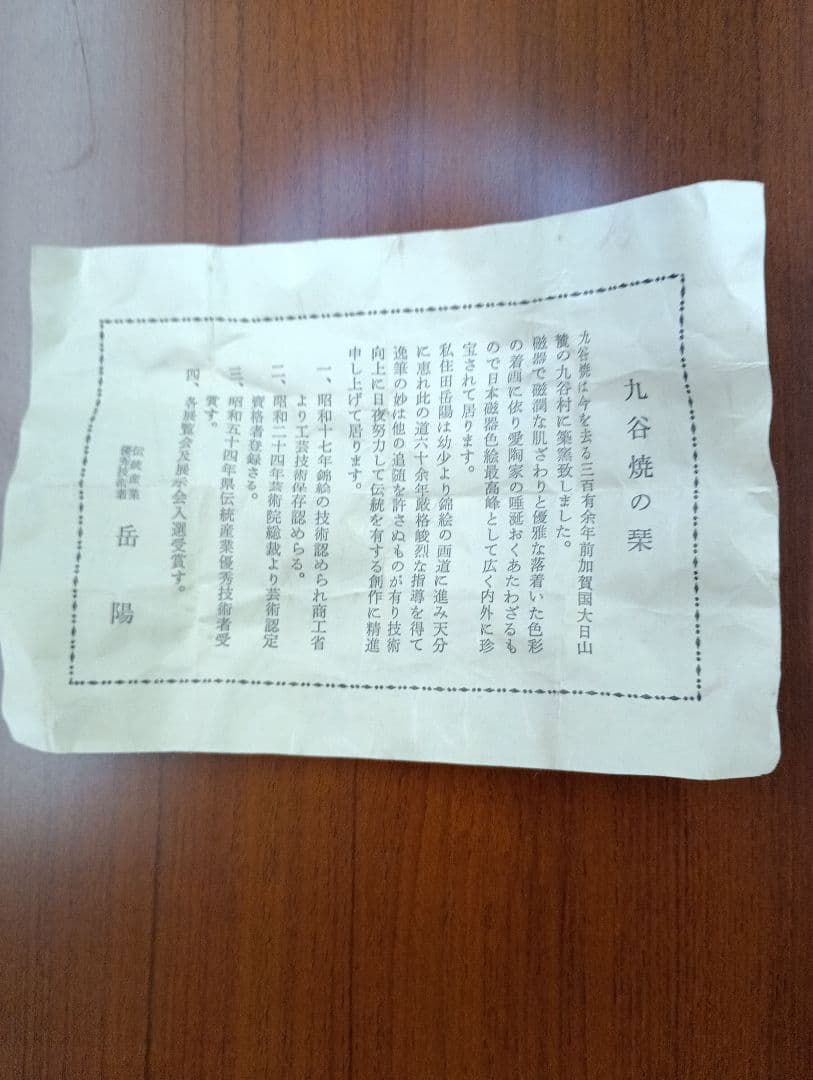 九谷焼の栞
九谷焼は今を去る三百有余年前加賀国大日山
麓の九谷村に築窯致しました。
磁器で磁潤な肌ざわりと優雅な落着いた色彩
の着画に依り愛陶家の唾涎おくあたわざるも
ので日本磁器色絵最高峰として広く内外に珍
宝されて居ります。
私住田岳陽は幼少より錦絵の画道に進み天分
に恵れ此の道六十余年厳格峻烈な指導を得て
逸筆の妙は他の追随を許さぬものが有り技術
向上に日夜努力して伝統を有する創作に精進
申し上げて居ります。
一、昭和十七年錦絵の技術認められ商工省
より工芸技術保存認めらる。
二、昭和二十四年芸術院総裁より芸術認定
資格者登録さる。
三、昭和五十四年県伝統産業優秀技術者受
賞す。
四、各展覧会及展示会入選受賞す。
伝統産業
優秀技術者
岳陽